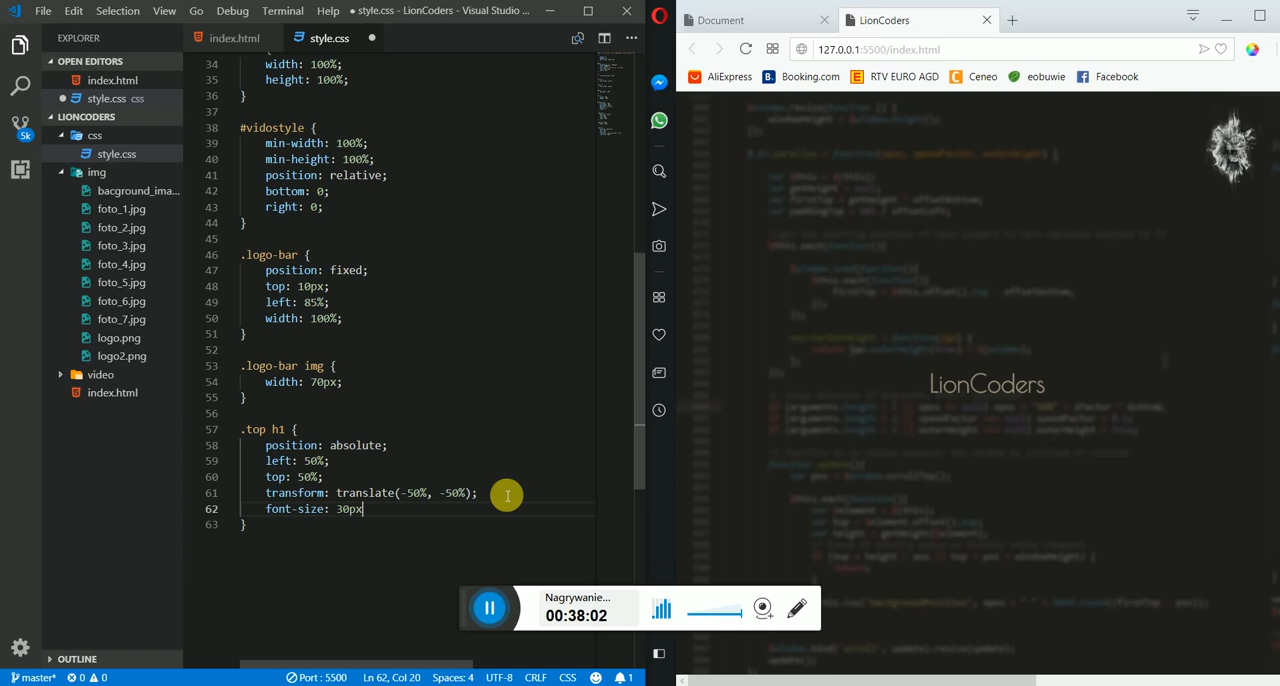 File Edit Selection View Go Debug Terminal Help • style.css - LionCoders - Visual Studio ...
EXPLORER
index.html
style.css
OPEN EDITORS
index.html
style.css css
LIONCODERS
css
style.css
img
bacground_ima...
foto_1.jpg
foto_2.jpg
foto_3.jpg
foto_4.jpg
foto_5.jpg
foto_6.jpg
foto_7.jpg
logo.png
logo2.png
video
index.html
OUTLINE
5k
34 width: 100%;
35 height: 100%;
36 }
37
38 #vidostyle {
39 min-width: 100%;
40 min-height: 100%;
41 position: relative;
42 bottom: 0;
43 right: 0;
44 }
45
46 .logo-bar {
47 position: fixed;
48 top: 10px;
49 left: 85%;
50 width: 100%;
51 }
52
53 .logo-bar img {
54 width: 70px;
55 }
56
57 .top h1 {
58 position: absolute;
59 left: 50%;
60 top: 50%;
61 transform: translate(-50%, -50%);
62 font-size: 30px
63 }
master* 0 0 Port : 5500 Ln 62, Col 20 Spaces: 4 UTF-8 CRLF CSS 1
Nagrywanie...
00:38:02
Document
LionCoders
127.0.0.1:5500/index.html
AliExpress Booking.com RTV EURO AGD Ceneo eobuwie Facebook
LionCoders